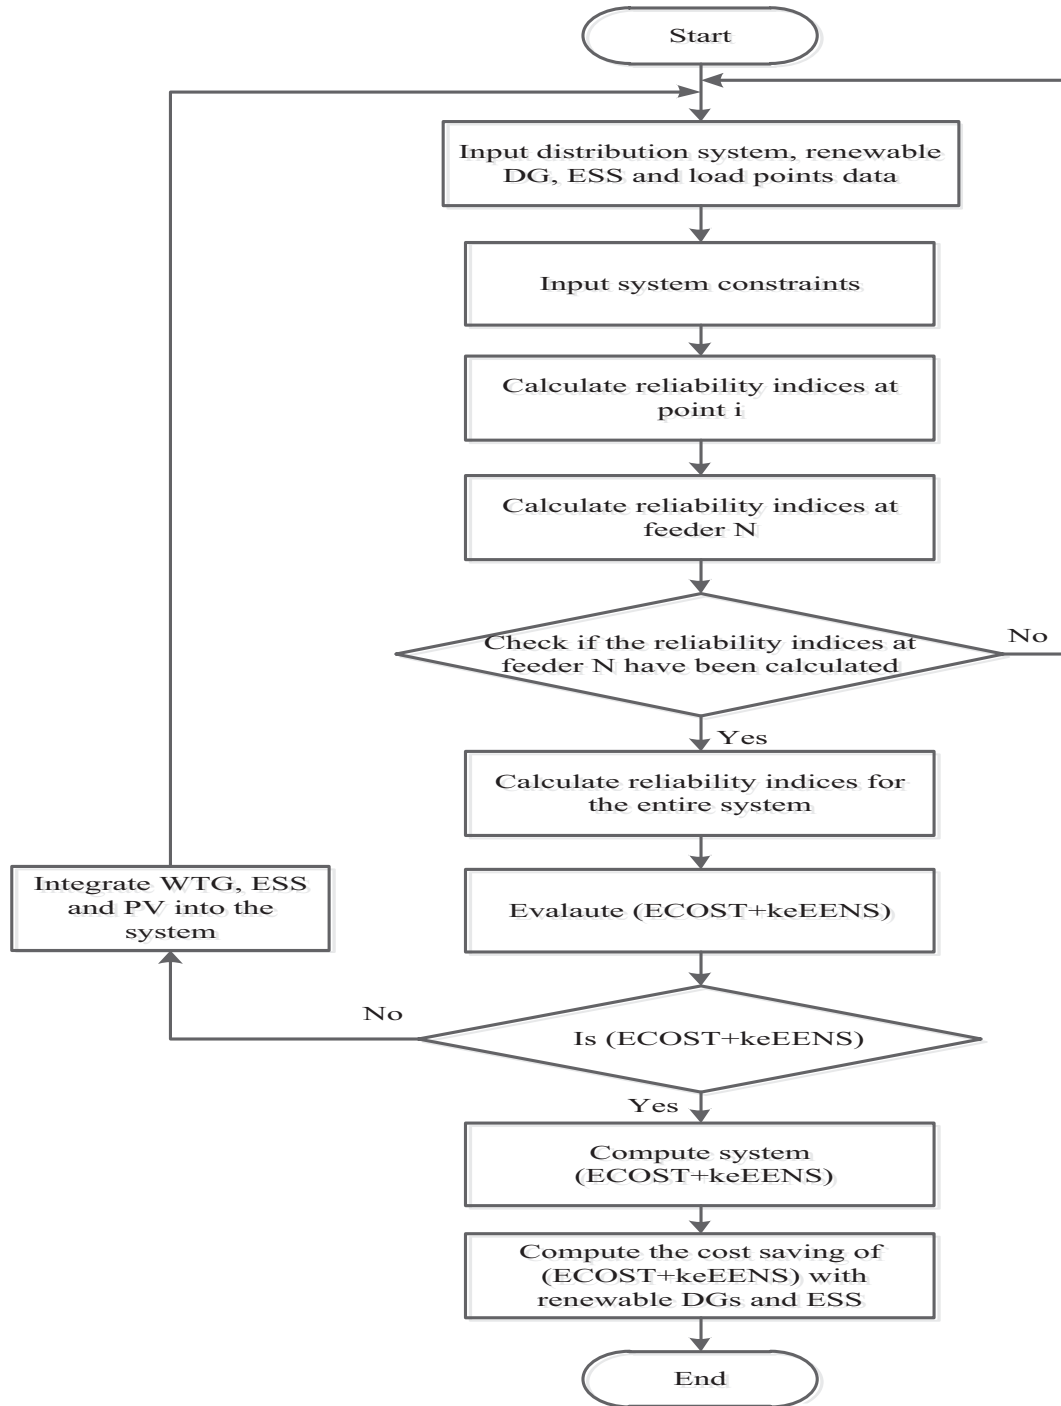 Start
Input distribution system, renewable
DG, ESS and load points data
Input system constraints
Calculate reliability indices at
point i
Calculate reliability indices at
feeder N
Check if the reliability indices at
feeder N have been calculated
No
Yes
Calculate reliability indices for
the entire system
Integrate WTG, ESS
and PV into the
system
Evalaute (ECOST+keEENS)
No
Is (ECOST+keEENS)
Yes
Compute system
(ECOST+keEENS)
Compute the cost saving of
(ECOST+keEENS) with
renewable DGs and ESS
End